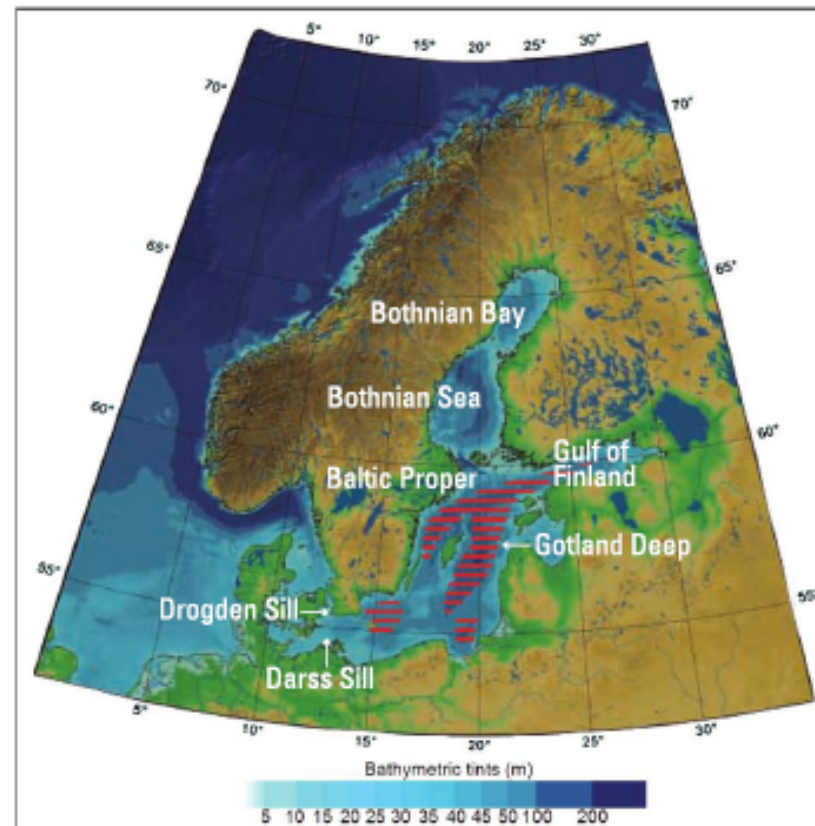 5° 10° 15° 20° 25° 30°
70° 70°
65° 65°
Bothnian Bay
Bothnian Sea
60° 60°
Gulf of
Finland
Baltic Proper
Gotland Deep
55° 55°
Drogden Sill
Darss Sill
5° 10° 15° 20° 25° 30°
Bathymetric tints (m)
5 10 15 20 25 30 35 40 45 50 100 200